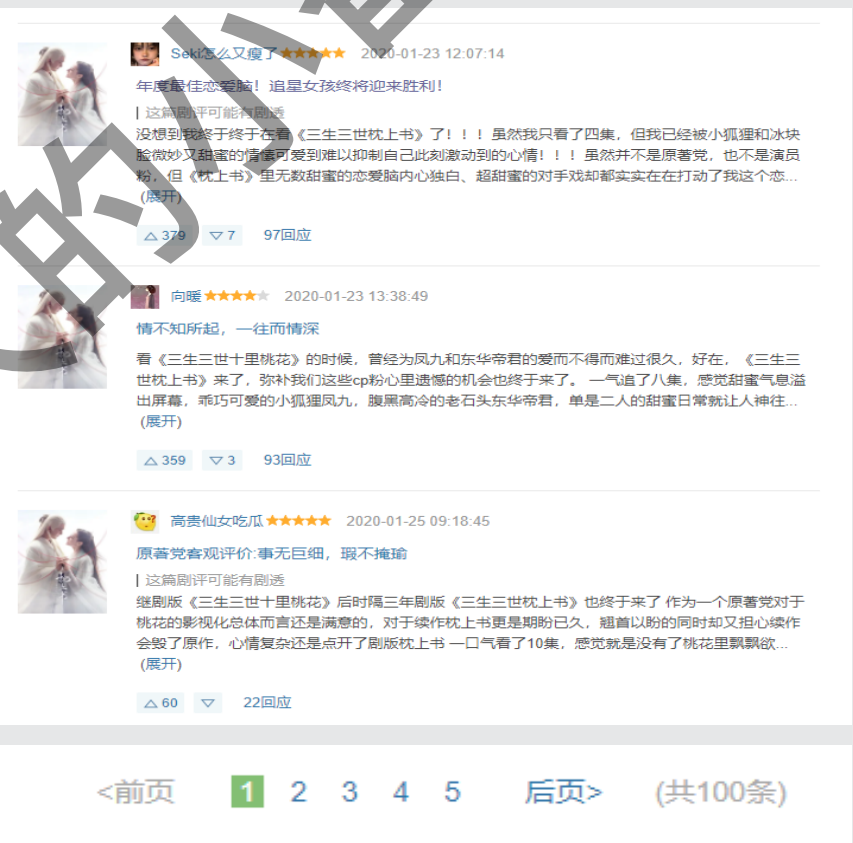 Seki怎么又瘦了 2020-01-23 12:07:14
年度最佳恋爱脑！追星女孩终将迎来胜利！
这篇剧评可能有剧透
没想到我终于终于在看《三生三世枕上书》了！！！虽然我只看了四集，但我已经被小狐狸和冰块
脸微妙又甜蜜的情愫可爱到难以抑制自己此刻激动到的心情！！！虽然并不是原著党，也不是演员
粉，但《枕上书》里无数甜蜜的恋爱脑内心独白、超甜蜜的对手戏却都实实在在打动了我这个恋...
(展开)
△ 379 ▽ 7 97回应
向暖 2020-01-23 13:38:49
情不知所起，一往而情深
看《三生三世十里桃花》的时候，曾经为凤九和东华帝君的爱而不得而难过很久，好在，《三生三
世枕上书》来了，弥补我们这些cp粉心里遗憾的机会也终于来了。 一气追了八集，感觉甜蜜气息溢
出屏幕，乖巧可爱的小狐狸凤九，腹黑高冷的老石头东华帝君，单是二人的甜蜜日常就让人神往...
(展开)
△ 359 ▽ 3 93回应
高贵仙女吃瓜 2020-01-25 09:18:45
原著党客观评价:事无巨细，瑕不掩瑜
这篇剧评可能有剧透
继剧版《三生三世十里桃花》后时隔三年剧版《三生三世枕上书》也终于来了 作为一个原著党对于
桃花的影视化总体而言还是满意的，对于续作枕上书更是期盼已久，翘首以盼的同时却又担心续作
会毁了原作，心情复杂还是点开了剧版枕上书 一口气看了10集，感觉就是没有了桃花里飘飘欲...
(展开)
△ 60 ▽ 22回应
<前页 1 2 3 4 5 后页> (共100条)
的小